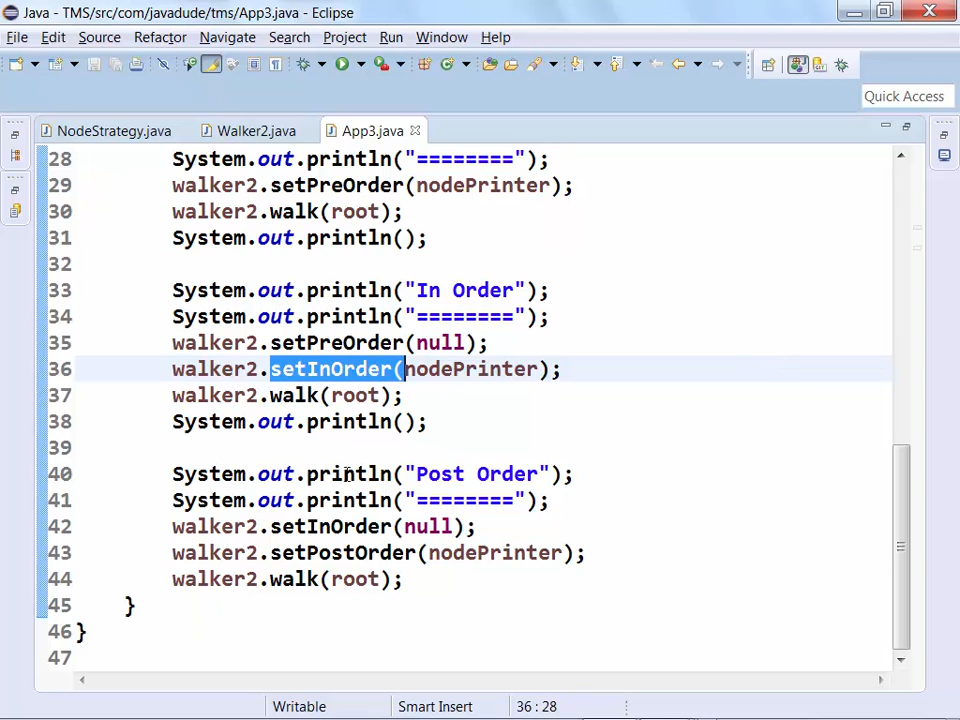 Java - TMS/src/com/javadude/tms/App3.java - Eclipse
File Edit Source Refactor Navigate Search Project Run Window Help
Quick Access
NodeStrategy.java Walker2.java App3.java
28 System.out.println("========");
29 walker2.setPreOrder(nodePrinter);
30 walker2.walk(root);
31 System.out.println();
32
33 System.out.println("In Order");
34 System.out.println("========");
35 walker2.setPreOrder(null);
36 walker2.setInOrder(nodePrinter);
37 walker2.walk(root);
38 System.out.println();
39
40 System.out.println("Post Order");
41 System.out.println("========");
42 walker2.setInOrder(null);
43 walker2.setPostOrder(nodePrinter);
44 walker2.walk(root);
45 }
46 }
47
Writable Smart Insert 36 : 28